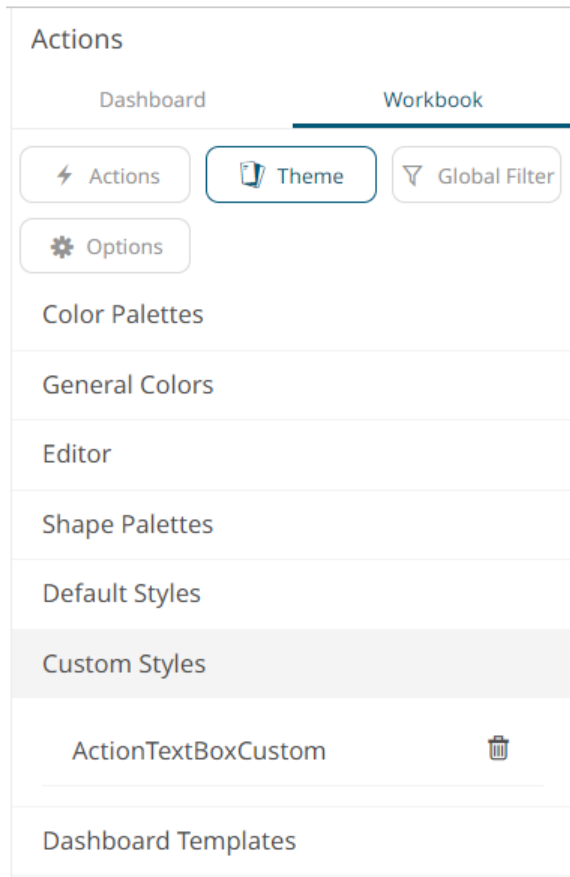 Actions
Dashboard Workbook
Actions Theme Global Filter
Options
Color Palettes
General Colors
Editor
Shape Palettes
Default Styles
Custom Styles
ActionTextBoxCustom
Dashboard Templates